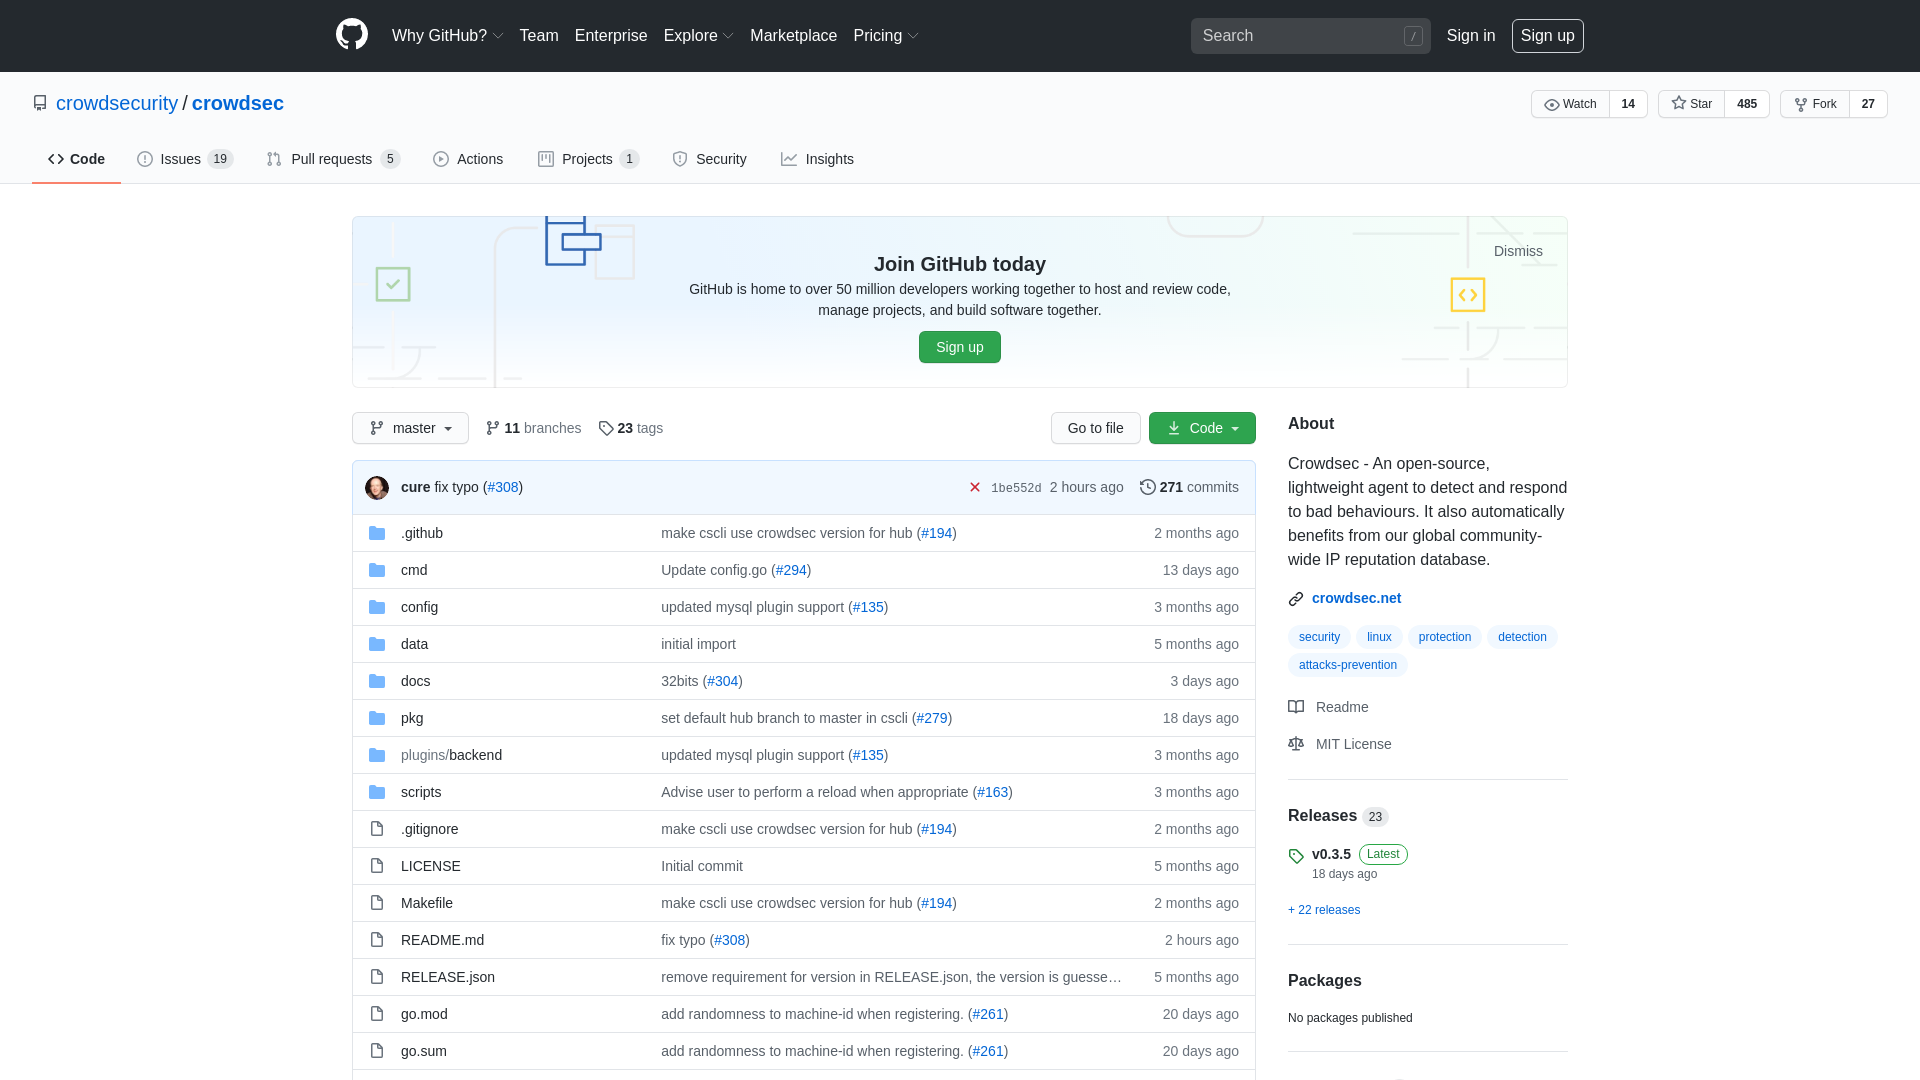 Why GitHub? Team Enterprise Explore Marketplace Pricing Search / Sign in Sign up
crowdsecurity / crowdsec Watch 14 Star 485 Fork 27
Code Issues 19 Pull requests 5 Actions Projects 1 Security Insights
Dismiss
Join GitHub today
GitHub is home to over 50 million developers working together to host and review code,
manage projects, and build software together.
Sign up
master 11 branches 23 tags Go to file Code
cure fix typo (#308) 1be552d 2 hours ago 271 commits
.github make cscli use crowdsec version for hub (#194) 2 months ago
cmd Update config.go (#294) 13 days ago
config updated mysql plugin support (#135) 3 months ago
data initial import 5 months ago
docs 32bits (#304) 3 days ago
pkg set default hub branch to master in cscli (#279) 18 days ago
plugins/backend updated mysql plugin support (#135) 3 months ago
scripts Advise user to perform a reload when appropriate (#163) 3 months ago
.gitignore make cscli use crowdsec version for hub (#194) 2 months ago
LICENSE Initial commit 5 months ago
Makefile make cscli use crowdsec version for hub (#194) 2 months ago
README.md fix typo (#308) 2 hours ago
RELEASE.json remove requirement for version in RELEASE.json, the version is guesse… 5 months ago
go.mod add randomness to machine-id when registering. (#261) 20 days ago
go.sum add randomness to machine-id when registering. (#261) 20 days ago
About
Crowdsec - An open-source,
lightweight agent to detect and respond
to bad behaviours. It also automatically
benefits from our global community-
wide IP reputation database.
crowdsec.net
security linux protection detection
attacks-prevention
Readme
MIT License
Releases 23
v0.3.5 Latest
18 days ago
+ 22 releases
Packages
No packages published